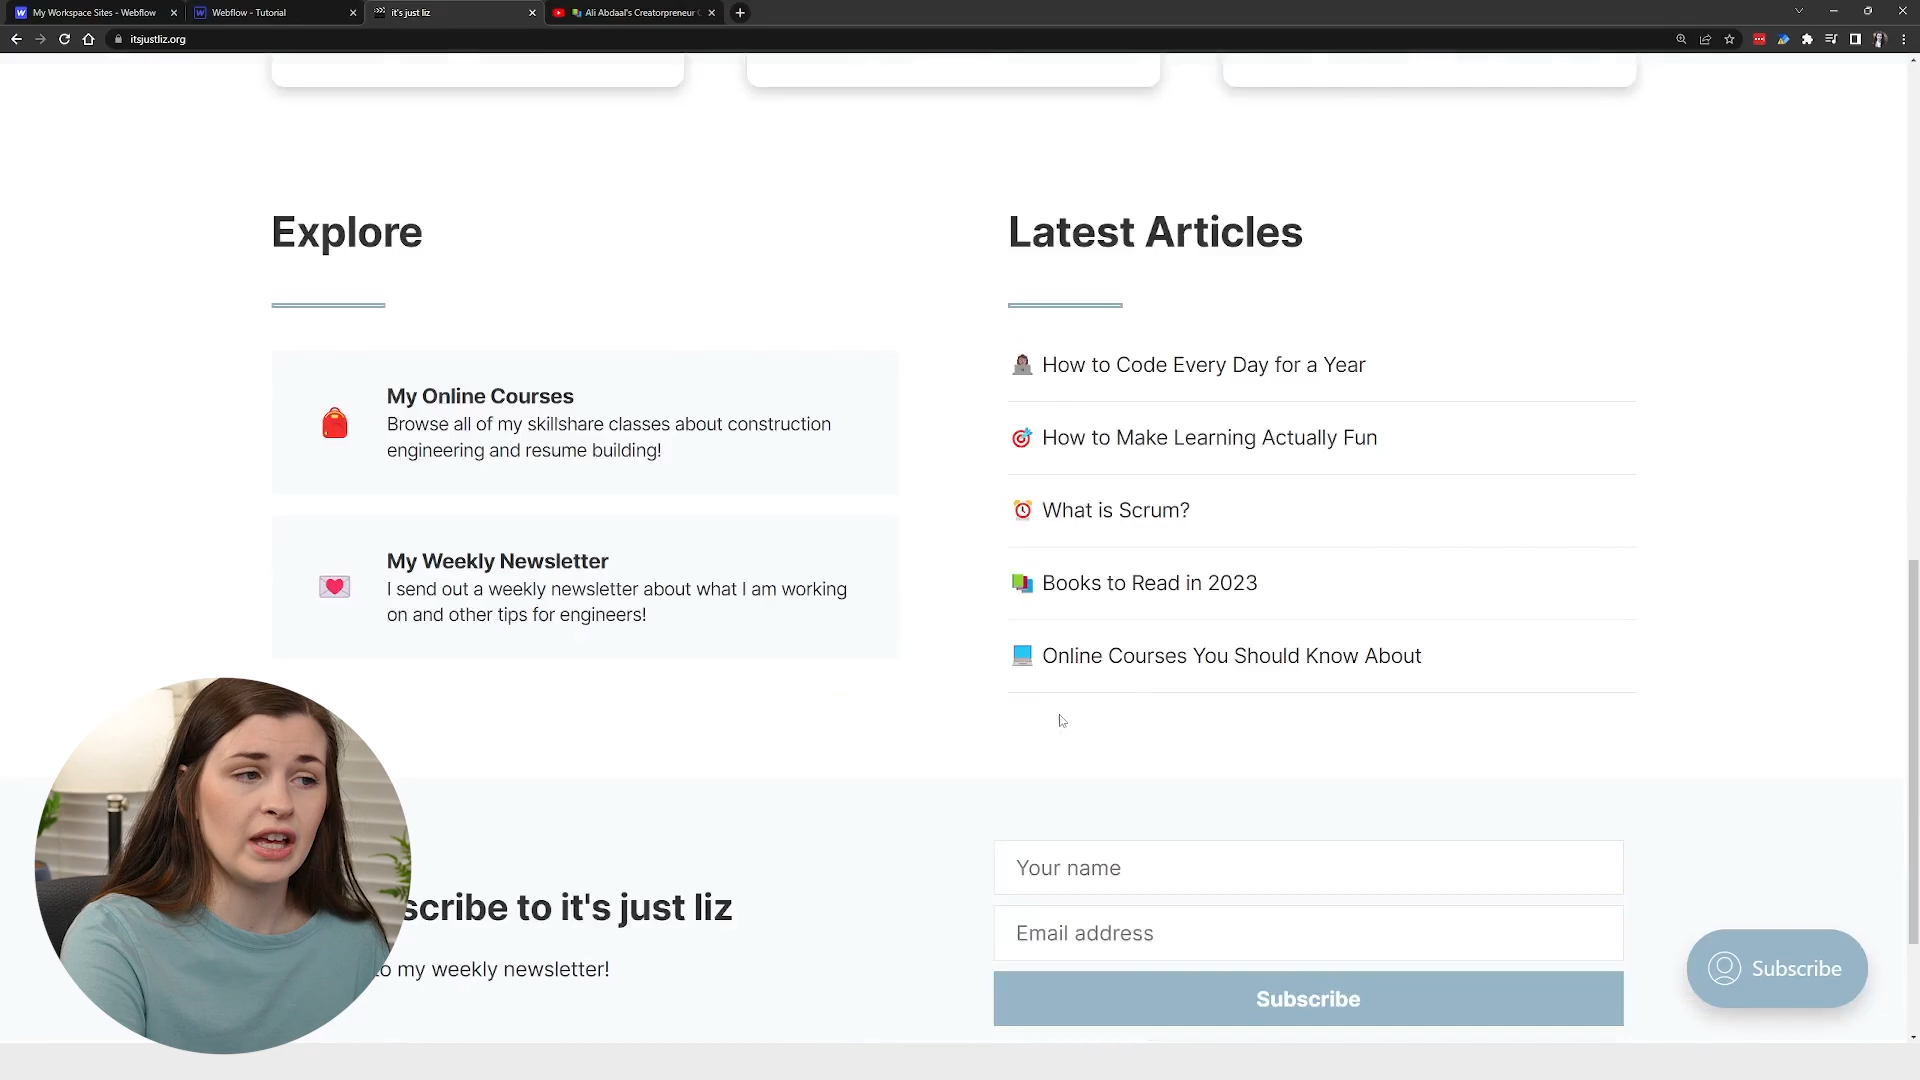 My Workspace Sites - Webflow
Webflow - Tutorial
it's just liz
Ali Abdaal's Creatorpreneur
itsjustliz.org
Explore
Latest Articles
My Online Courses
Browse all of my skillshare classes about construction
engineering and resume building!
My Weekly Newsletter
I send out a weekly newsletter about what I am working
on and other tips for engineers!
How to Code Every Day for a Year
How to Make Learning Actually Fun
What is Scrum?
Books to Read in 2023
Online Courses You Should Know About
scribe to it's just liz
to my weekly newsletter!
Your name
Email address
Subscribe
Subscribe